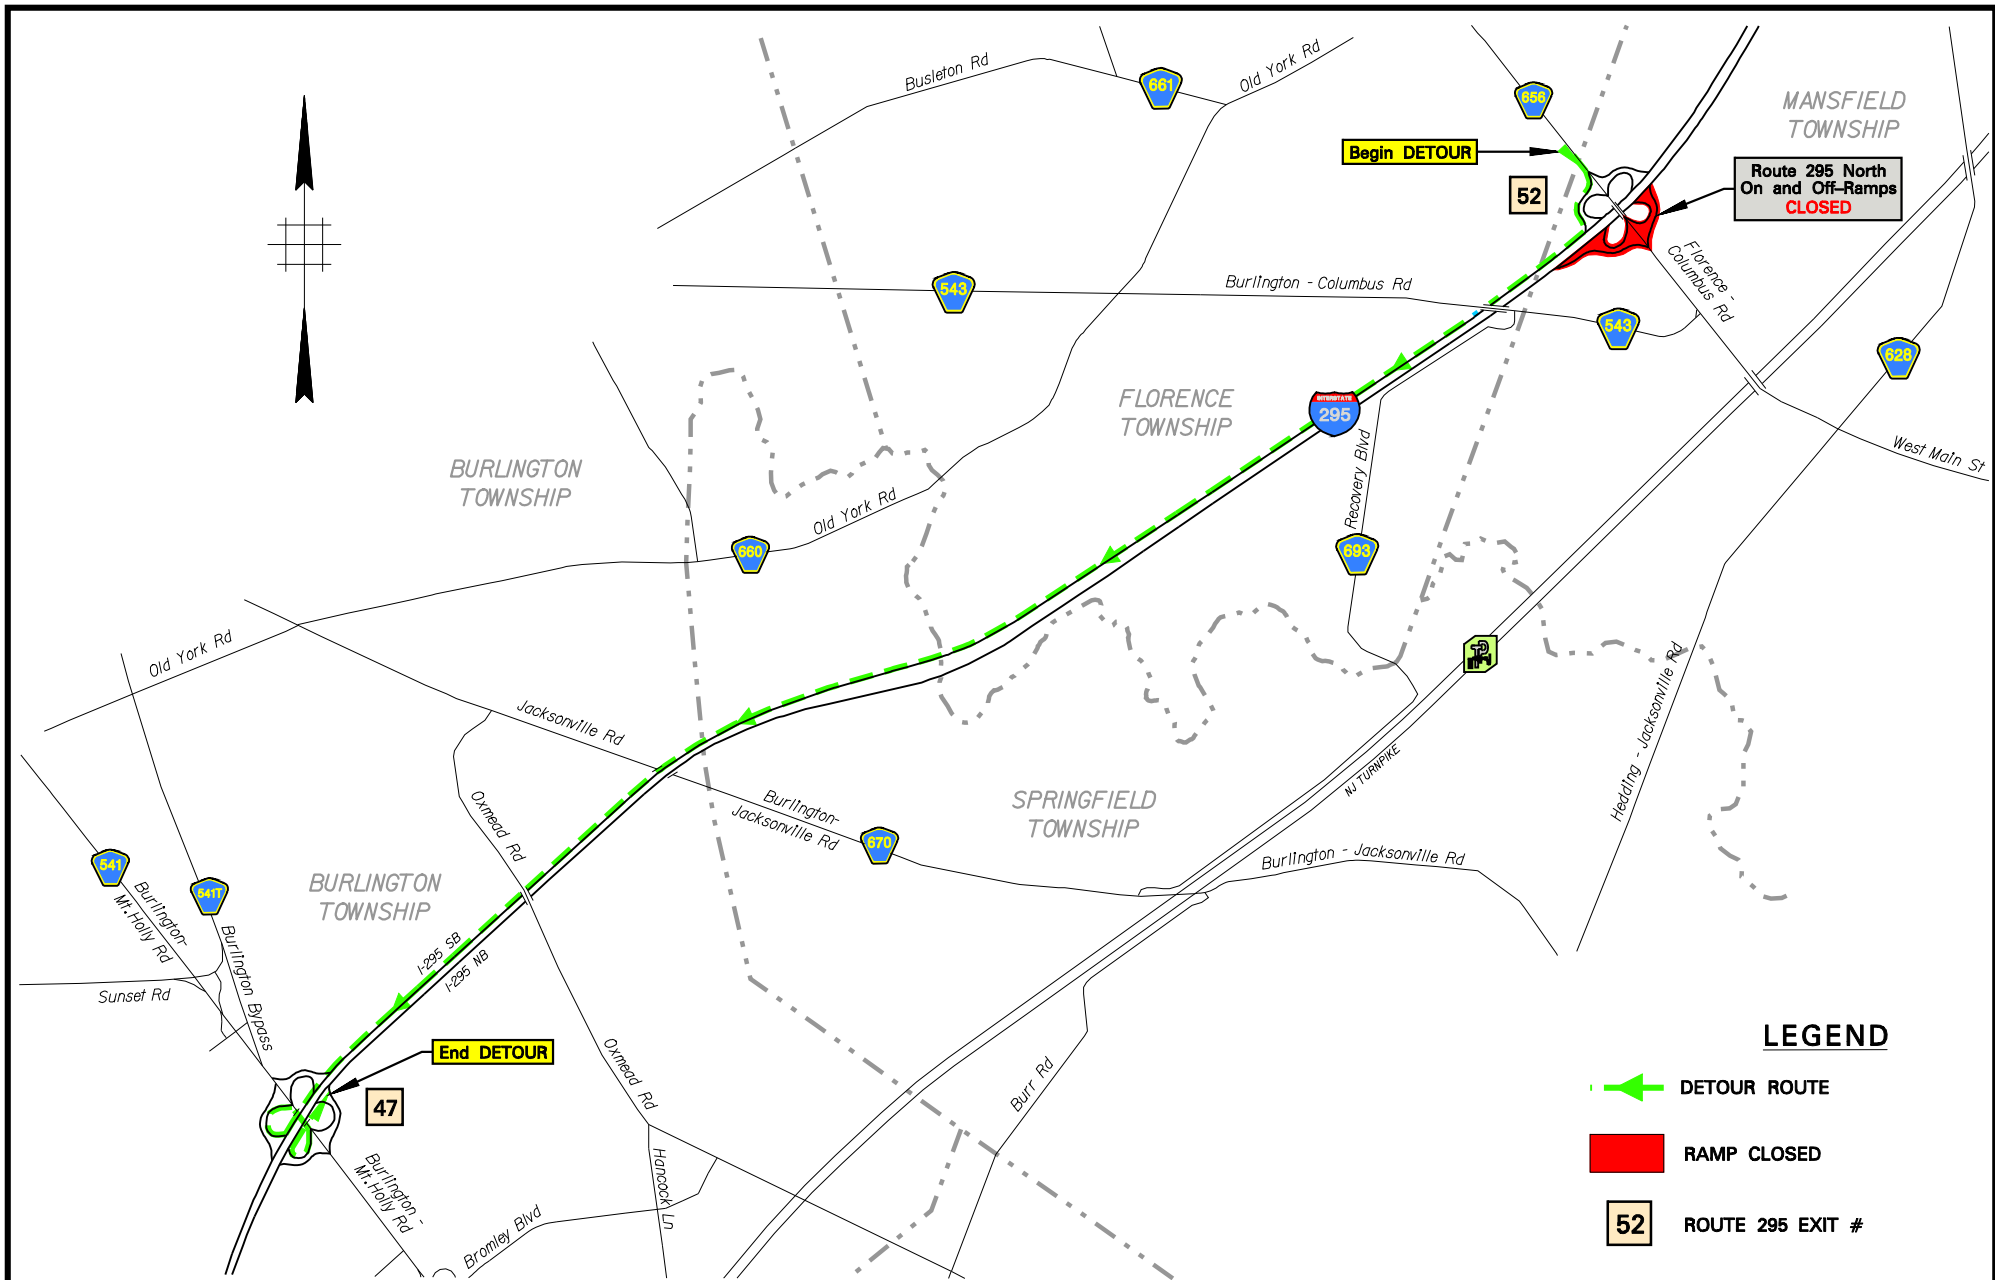 Busleton Rd
661
Old York Rd
656
MANSFIELD
TOWNSHIP
Begin DETOUR
52
Route 295 North
On and Off-Ramps
CLOSED
543
Burlington - Columbus Rd
Florence -
Columbus Rd
543
628
FLORENCE
TOWNSHIP
INTERSTATE
295
West Main St
BURLINGTON
TOWNSHIP
Old York Rd
660
Recovery Blvd
693
Old York Rd
Jacksonville Rd
Hedding - Jacksonville Rd
NJ TURNPIKE
TP
SPRINGFIELD
TOWNSHIP
Burlington-
Jacksonville Rd
670
Burlington - Jacksonville Rd
Oxmead Rd
541
541T
Burlington-
Mt.Holly Rd
BURLINGTON
TOWNSHIP
Burlington Bypass
I-295 SB
I-295 NB
Sunset Rd
End DETOUR
47
Oxmead Rd
Burr Rd
Hancock Ln
Burlington -
Mt.Holly Rd
Bromley Blvd
LEGEND
DETOUR ROUTE
RAMP CLOSED
52
ROUTE 295 EXIT #